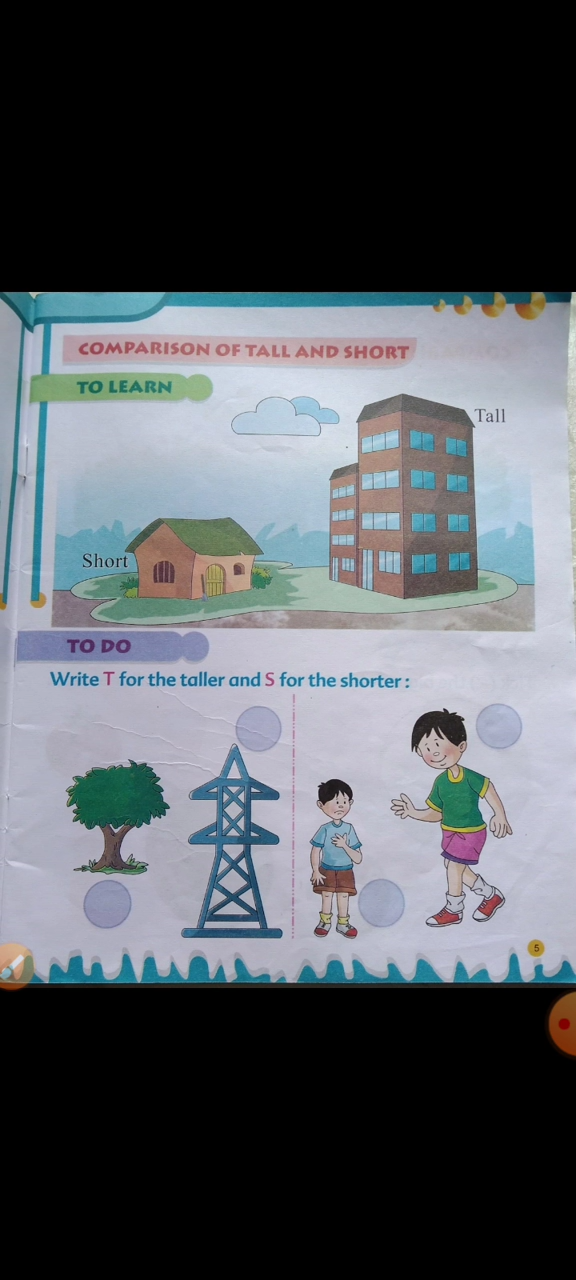 COMPARISON OF TALL AND SHORT
TO LEARN
Tall
Short
TO DO
Write T for the taller and S for the shorter :
5